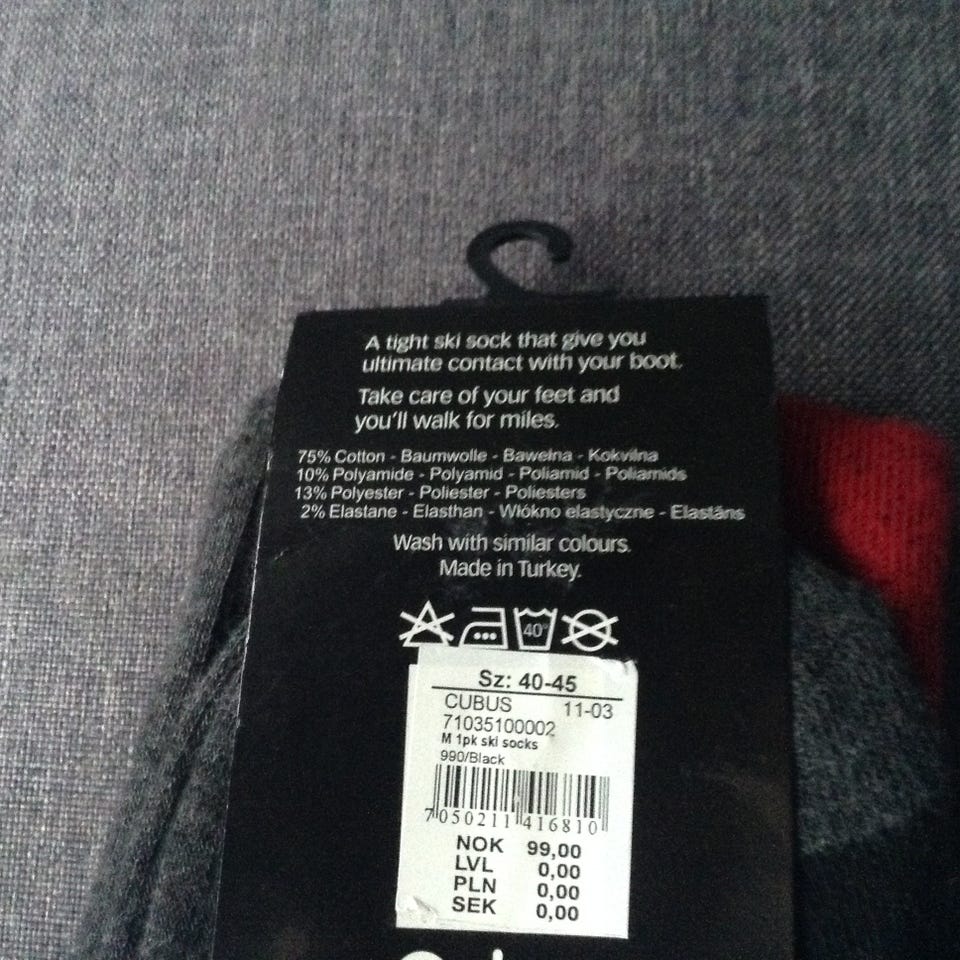 A tight ski sock that give you
ultimate contact with your boot.
Take care of your feet and
you'll walk for miles.
75% Cotton - Baumwolle - Bawełna - Kokvilna
10% Polyamide - Polyamid - Poliamid - Poliamids
13% Polyester - Poliester - Poliesters
2% Elastane - Elasthan - Włókno elastyczne - Elastāns
Wash with similar colours.
Made in Turkey.
40°
Sz: 40-45
CUBUS 11-03
71035100002
M 1pk ski socks
990/Black
7050211416810
NOK 99,00
LVL 0,00
PLN 0,00
SEK 0,00